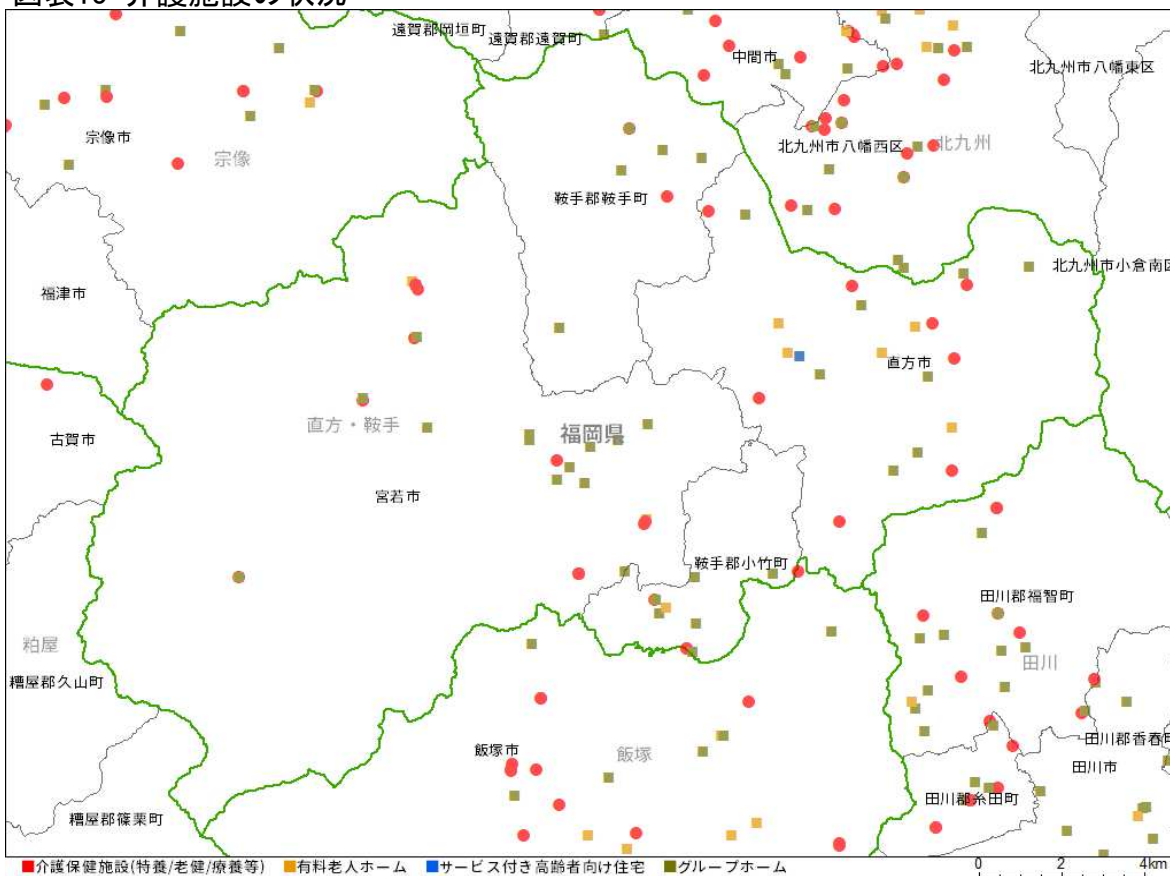 図表15 介護施設の状況
遠賀郡岡垣町
遠賀郡遠賀町
中間市
北九州市八幡東区
宗像市
宗像
北九州市八幡西区
北九州
鞍手郡鞍手町
北九州市小倉南区
福津市
直方市
古賀市
直方・鞍手
福岡県
宮若市
鞍手郡小竹町
田川郡福智町
粕屋
田川
糟屋郡久山町
飯塚市
飯塚
田川郡香春町
田川市
田川郡糸田町
糟屋郡篠栗町
介護保健施設(特養/老健/療養等) 有料老人ホーム サービス付き高齢者向け住宅 グループホーム
0 2 4km